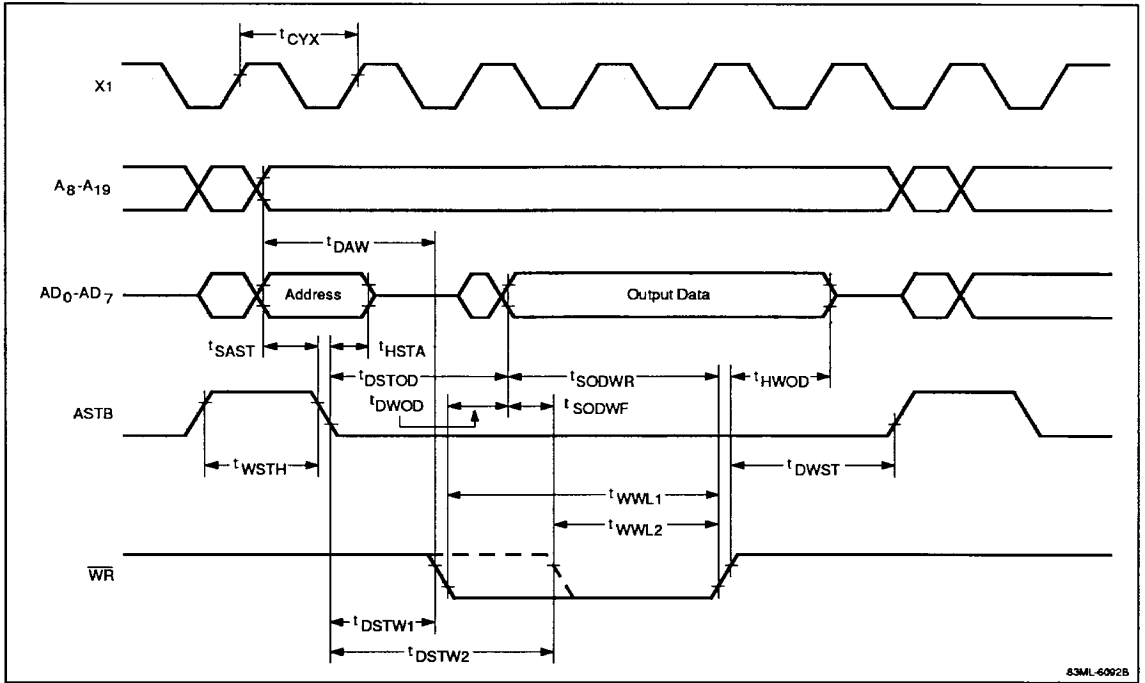 tCYX
X1
A8-A19
tDAW
AD0-AD7
Address
Output Data
tSAST
tHSTA
tDSTOD
tSODWR
tHWOD
tDWOD
tSODWF
ASTB
tWSTH
tDWST
tWWL1
tWWL2
WR
tDSTW1
tDSTW2
83ML-6092B